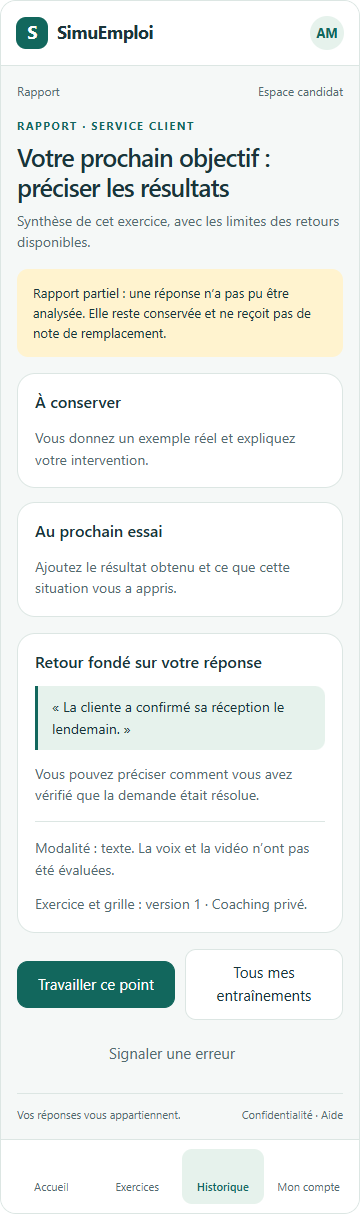 S SimuEmploi AM
Rapport Espace candidat
RAPPORT · SERVICE CLIENT
Votre prochain objectif :
préciser les résultats
Synthèse de cet exercice, avec les limites des retours
disponibles.
Rapport partiel : une réponse n’a pas pu être
analysée. Elle reste conservée et ne reçoit pas de
note de remplacement.
À conserver
Vous donnez un exemple réel et expliquez
votre intervention.
Au prochain essai
Ajoutez le résultat obtenu et ce que cette
situation vous a appris.
Retour fondé sur votre réponse
« La cliente a confirmé sa réception le
lendemain. »
Vous pouvez préciser comment vous avez
vérifié que la demande était résolue.
Modalité : texte. La voix et la vidéo n’ont pas
été évaluées.
Exercice et grille : version 1 · Coaching privé.
Travailler ce point
Tous mes
entraînements
Signaler une erreur
Vos réponses vous appartiennent. Confidentialité · Aide
Accueil Exercices Historique Mon compte